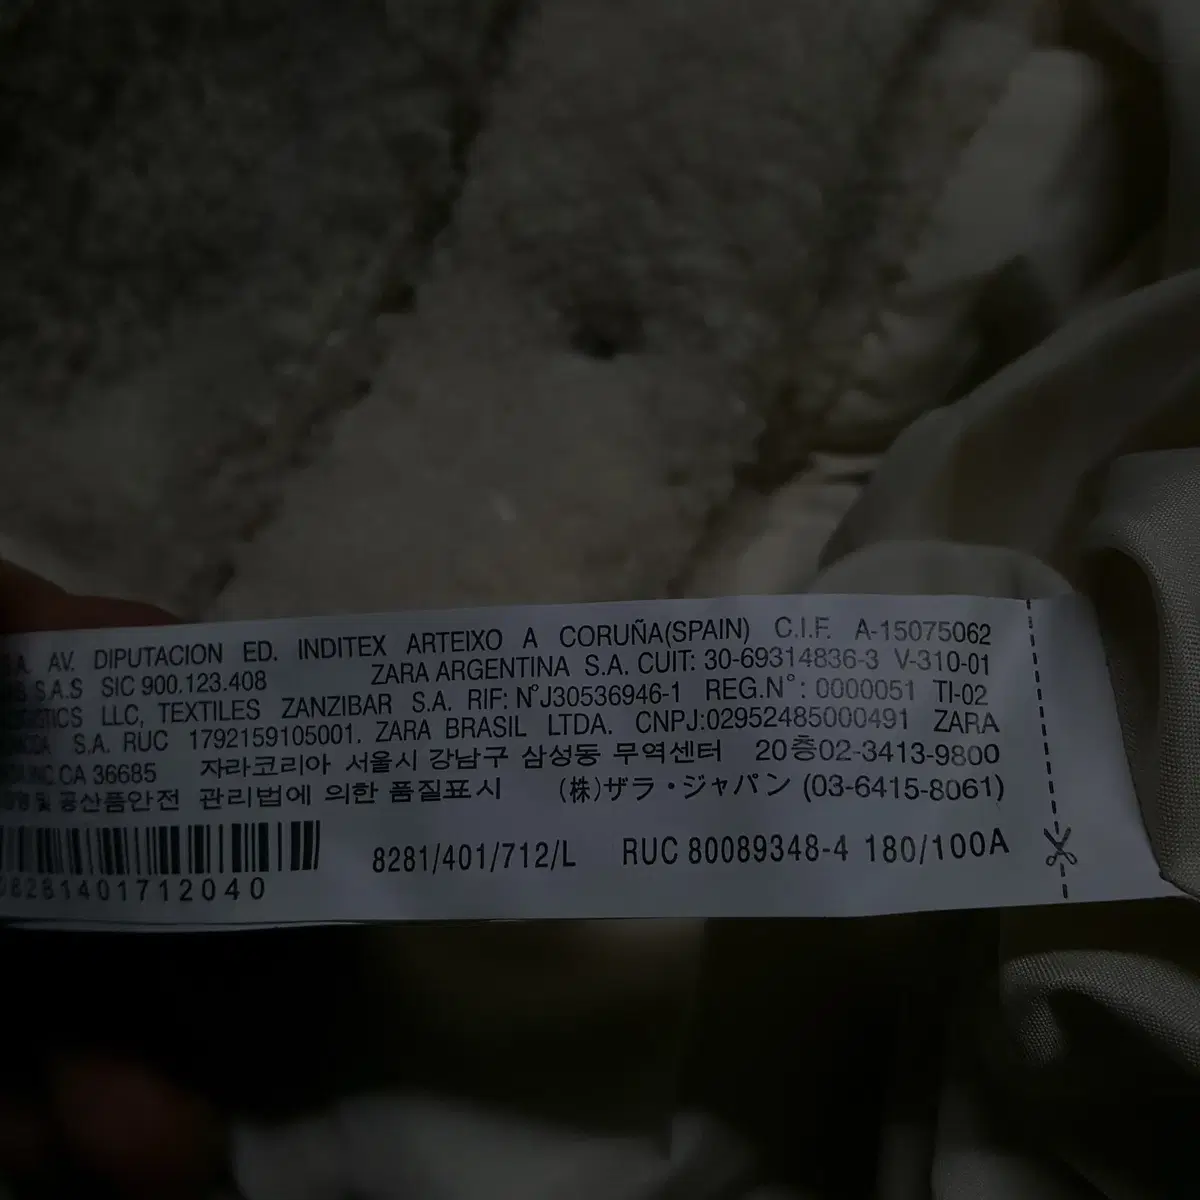 AV. DIPUTACION ED. INDITEX ARTEIXO A CORUÑA(SPAIN) C.I.F. A-15075062
S.A.S SIC 900.123.408 ZARA ARGENTINA S.A. CUIT: 30-69314836-3 V-310-01
LLC, TEXTILES ZANZIBAR S.A. RIF: N°J30536946-1 REG.N°: 0000051 TI-02
S.A. RUC 1792159105001. ZARA BRASIL LTDA. CNPJ:02952485000491 ZARA
INC. CA 36685 자라코리아 서울시 강남구 삼성동 무역센터 20층02-3413-9800
및 공산품안전 관리법에 의한 품질표시 (株)ザラ・ジャパン (03-6415-8061)
8281/401/712/L RUC 80089348-4 180/100A
08281401712040